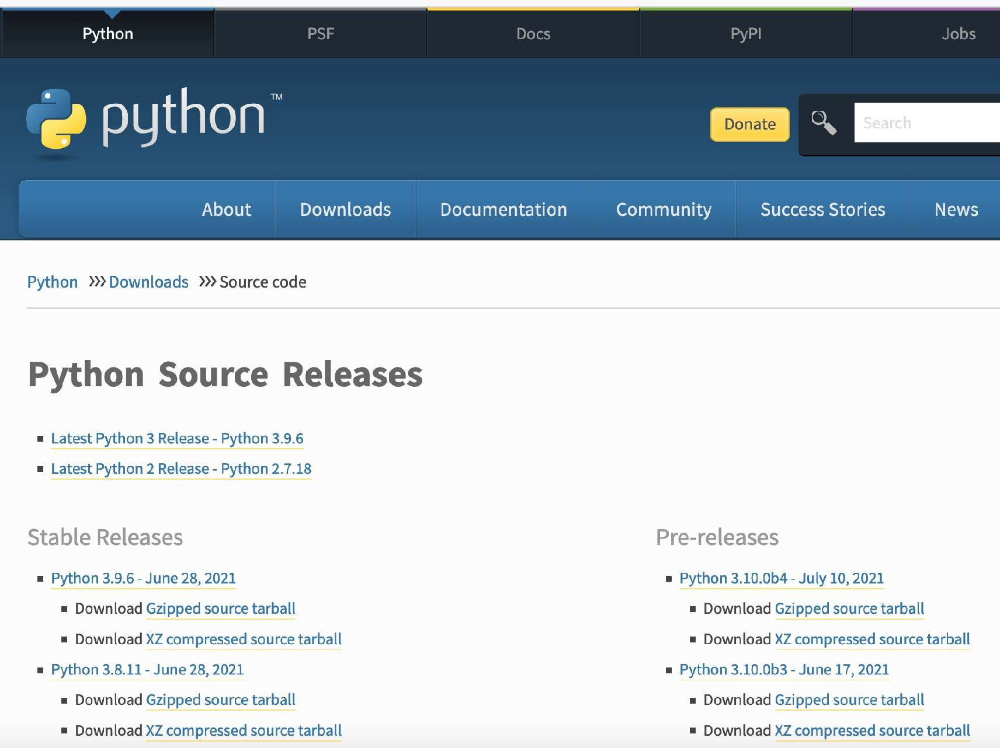 Python PSF Docs PyPI Jobs
python™
Donate Search
About Downloads Documentation Community Success Stories News
Python >>> Downloads >>> Source code
Python Source Releases
Latest Python 3 Release - Python 3.9.6
Latest Python 2 Release - Python 2.7.18
Stable Releases
Python 3.9.6 - June 28, 2021
Download Gzipped source tarball
Download XZ compressed source tarball
Python 3.8.11 - June 28, 2021
Download Gzipped source tarball
Download XZ compressed source tarball
Pre-releases
Python 3.10.0b4 - July 10, 2021
Download Gzipped source tarball
Download XZ compressed source tarball
Python 3.10.0b3 - June 17, 2021
Download Gzipped source tarball
Download XZ compressed source tarball